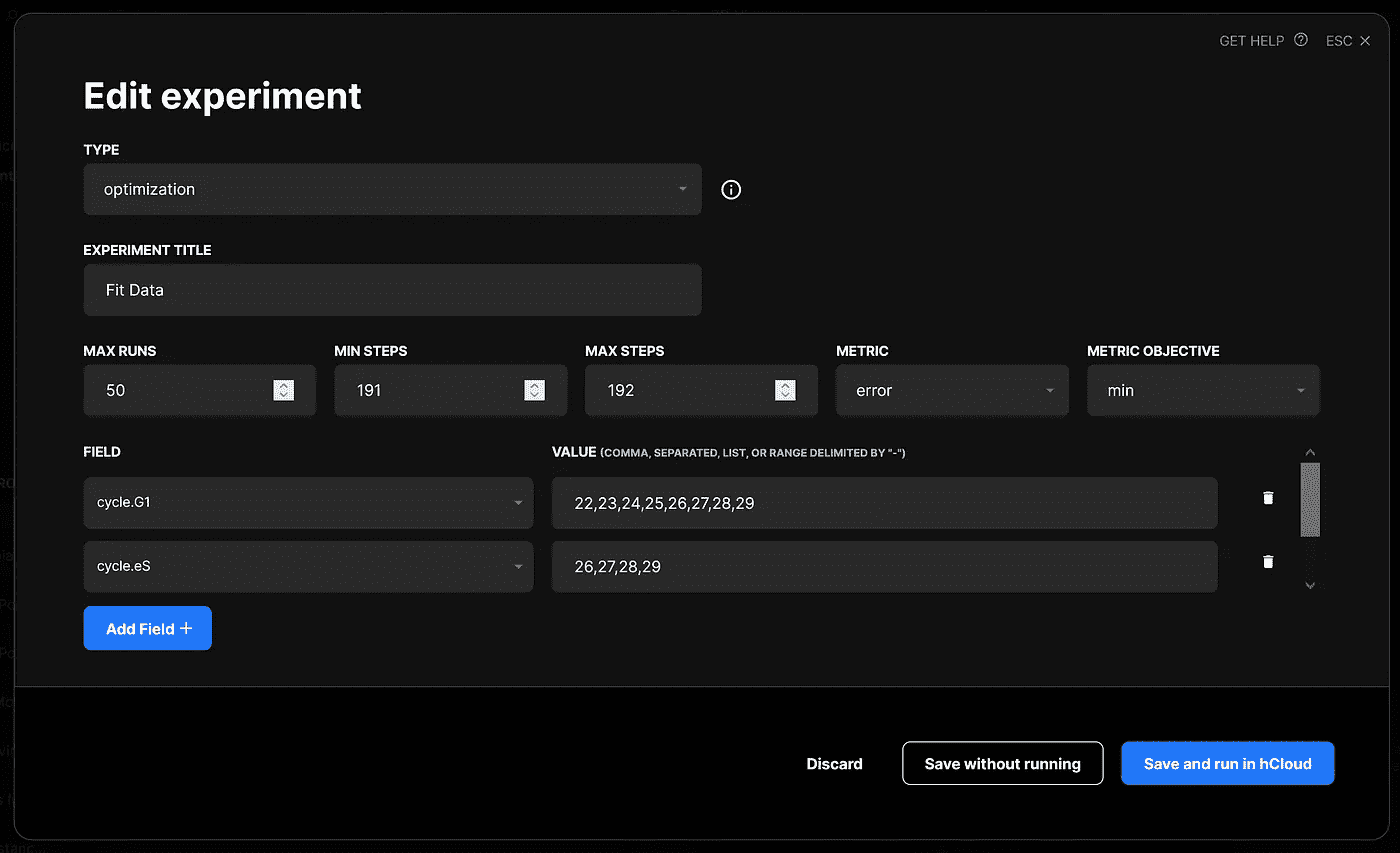 GET HELP ESC
Edit experiment
TYPE
optimization
EXPERIMENT TITLE
Fit Data
MAX RUNS MIN STEPS MAX STEPS METRIC METRIC OBJECTIVE
50 191 192 error min
FIELD VALUE (COMMA, SEPARATED, LIST, OR RANGE DELIMITED BY "-")
cycle.G1 22,23,24,25,26,27,28,29
cycle.eS 26,27,28,29
Add Field +
Discard Save without running Save and run in hCloud